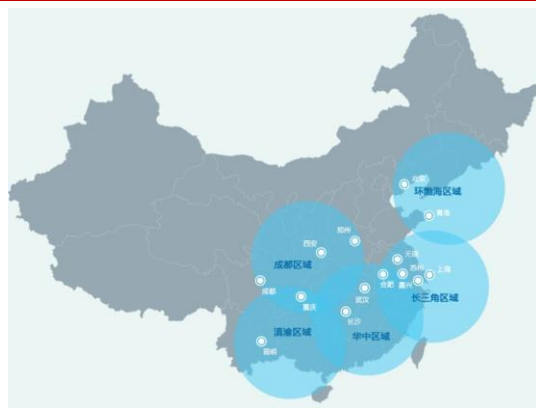 北京
环渤海区域
青岛
郑州
西安
无锡
成都区域
苏州
上海
合肥
成都
嘉兴
武汉
长三角区域
重庆
长沙
滇渝区域
华中区域
昆明